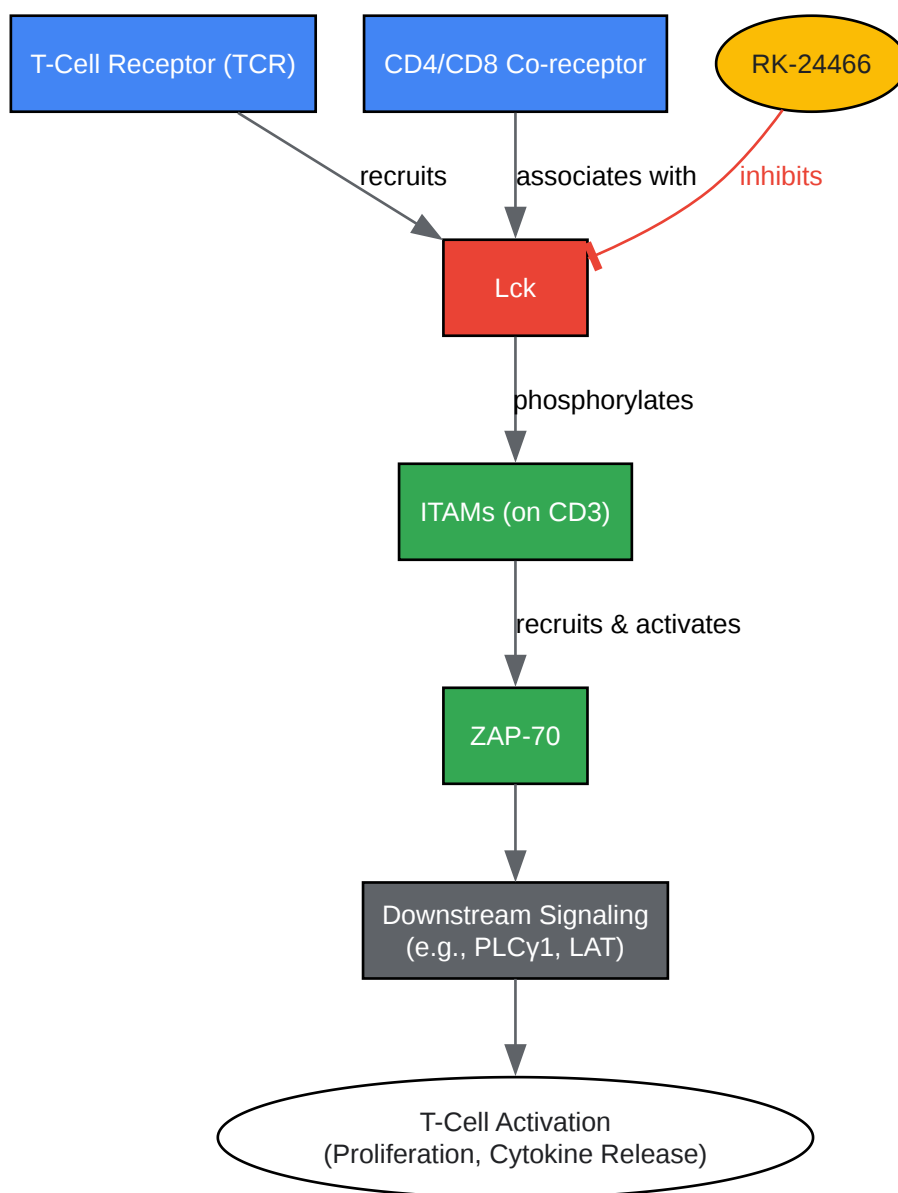 T-Cell Receptor (TCR)
CD4/CD8 Co-receptor
RK-24466
recruits
associates with
inhibits
Lck
phosphorylates
ITAMs (on CD3)
recruits & activates
ZAP-70
Downstream Signaling
(e.g., PLCγ1, LAT)
T-Cell Activation
(Proliferation, Cytokine Release)